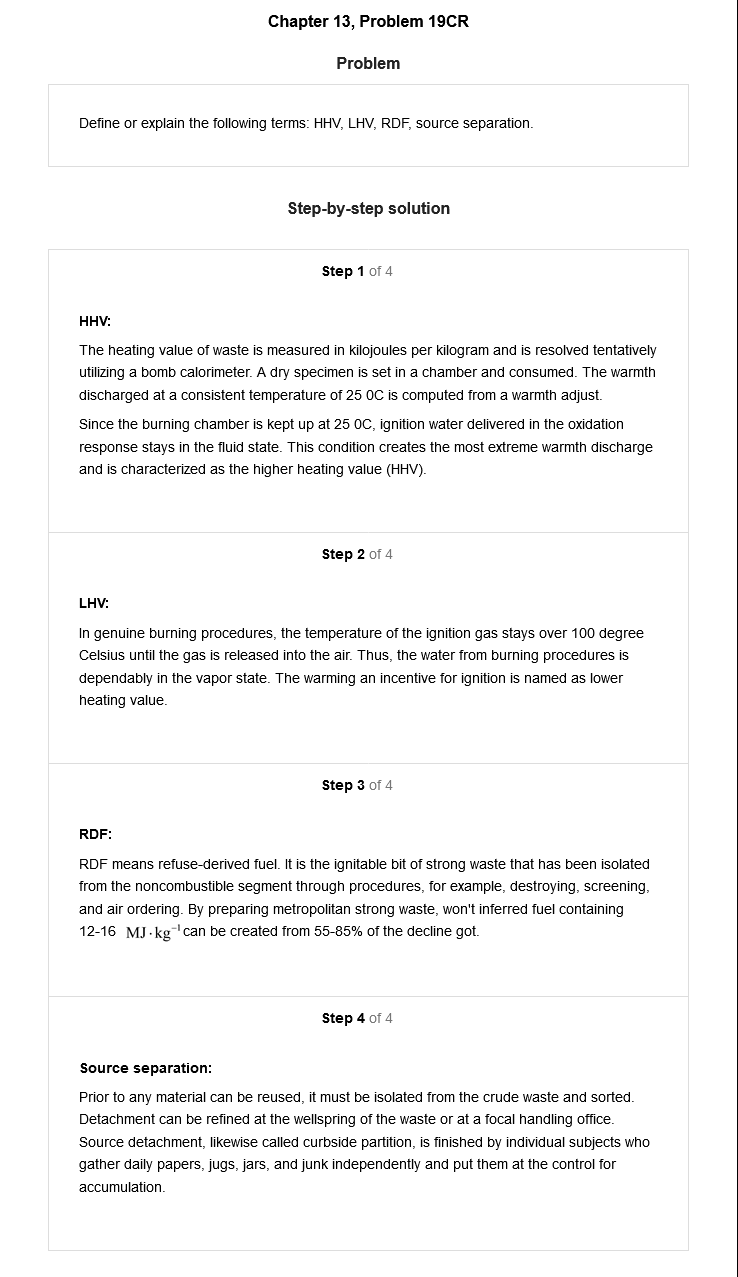 Chapter 13, Problem 19CR
Problem
Define or explain the following terms: HHV, LHV, RDF, source separation.
Step-by-step solution
Step 1 of 4
HHV:
The heating value of waste is measured in kilojoules per kilogram and is resolved tentatively
utilizing a bomb calorimeter. A dry specimen is set in a chamber and consumed. The warmth
discharged at a consistent temperature of 25 0C is computed from a warmth adjust.
Since the burning chamber is kept up at 25 0C, ignition water delivered in the oxidation
response stays in the fluid state. This condition creates the most extreme warmth discharge
and is characterized as the higher heating value (HHV).
Step 2 of 4
LHV:
In genuine burning procedures, the temperature of the ignition gas stays over 100 degree
Celsius until the gas is released into the air. Thus, the water from burning procedures is
dependably in the vapor state. The warming an incentive for ignition is named as lower
heating value.
Step 3 of 4
RDF:
RDF means refuse-derived fuel. It is the ignitable bit of strong waste that has been isolated
from the noncombustible segment through procedures, for example, destroying, screening,
and air ordering. By preparing metropolitan strong waste, won't inferred fuel containing
12-16 MJ·kg⁻¹ can be created from 55-85% of the decline got.
Step 4 of 4
Source separation:
Prior to any material can be reused, it must be isolated from the crude waste and sorted.
Detachment can be refined at the wellspring of the waste or at a focal handling office.
Source detachment, likewise called curbside partition, is finished by individual subjects who
gather daily papers, jugs, jars, and junk independently and put them at the control for
accumulation.